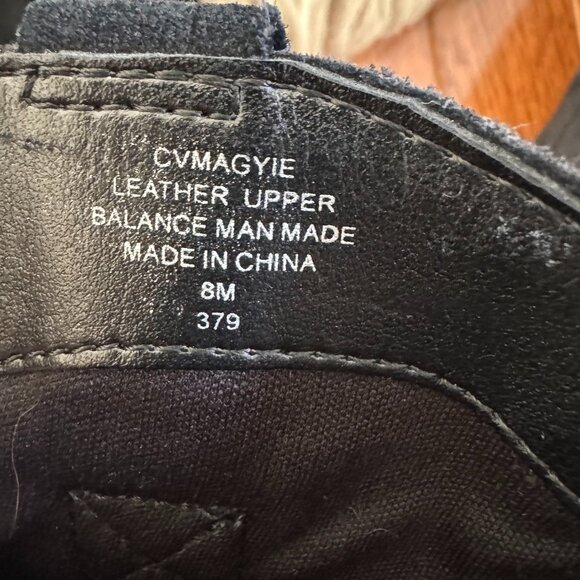 CVMAGYIE
LEATHER UPPER
BALANCE MAN MADE
MADE IN CHINA
8M
379